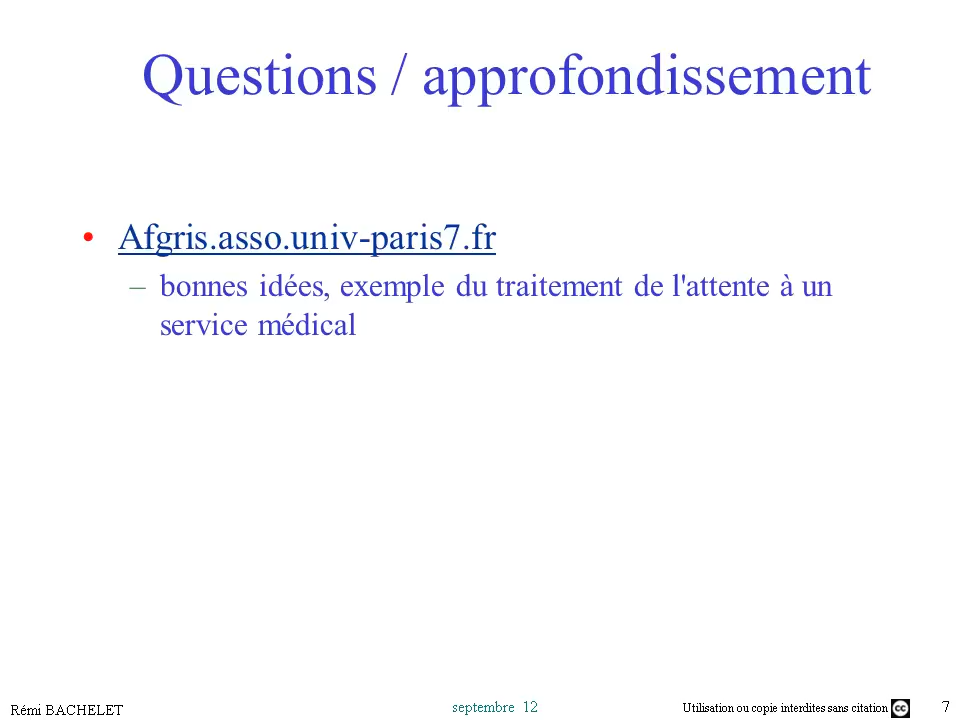 Questions / approfondissement
• Afgris.asso.univ-paris7.fr
– bonnes idées, exemple du traitement de l'attente à un
service médical
Rémi BACHELET
septembre 12
Utilisation ou copie interdites sans citation
cc
7